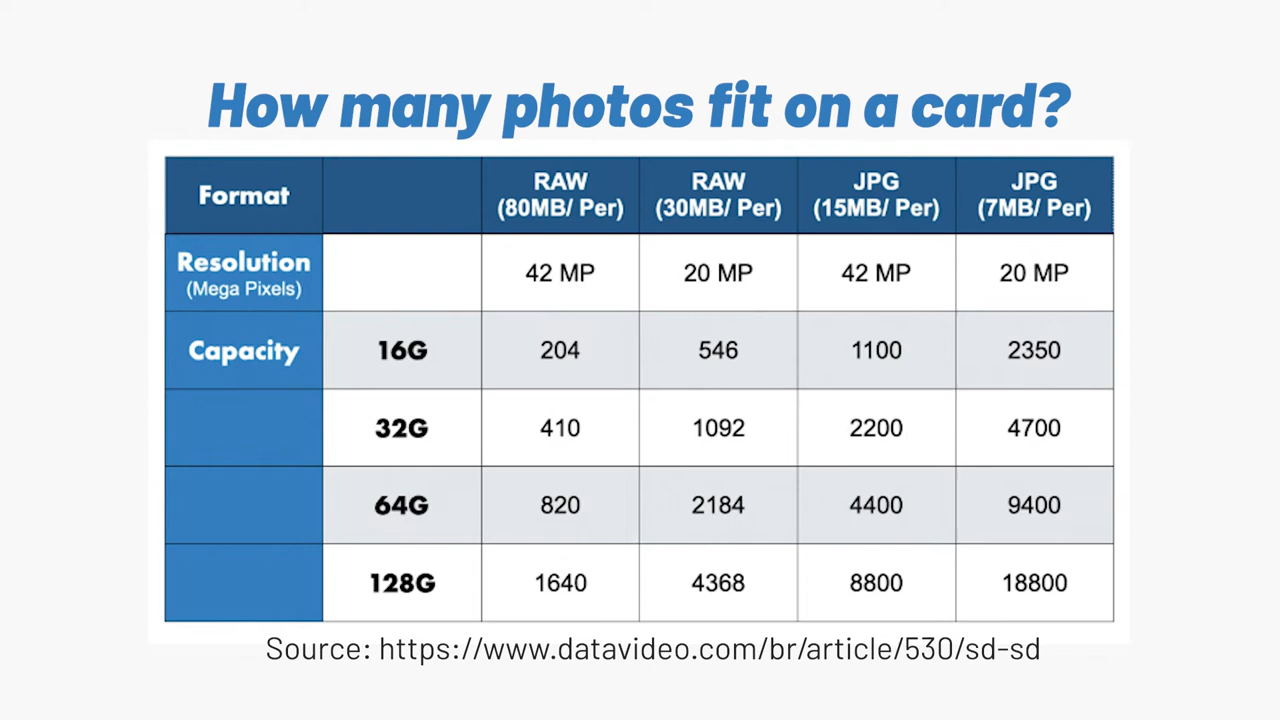 How many photos fit on a card?
Format RAW RAW JPG JPG
(80MB/ Per) (30MB/ Per) (15MB/ Per) (7MB/ Per)
Resolution
(Mega Pixels) 42 MP 20 MP 42 MP 20 MP
Capacity 16G 204 546 1100 2350
32G 410 1092 2200 4700
64G 820 2184 4400 9400
128G 1640 4368 8800 18800
Source: https://www.datavideo.com/br/article/530/sd-sd